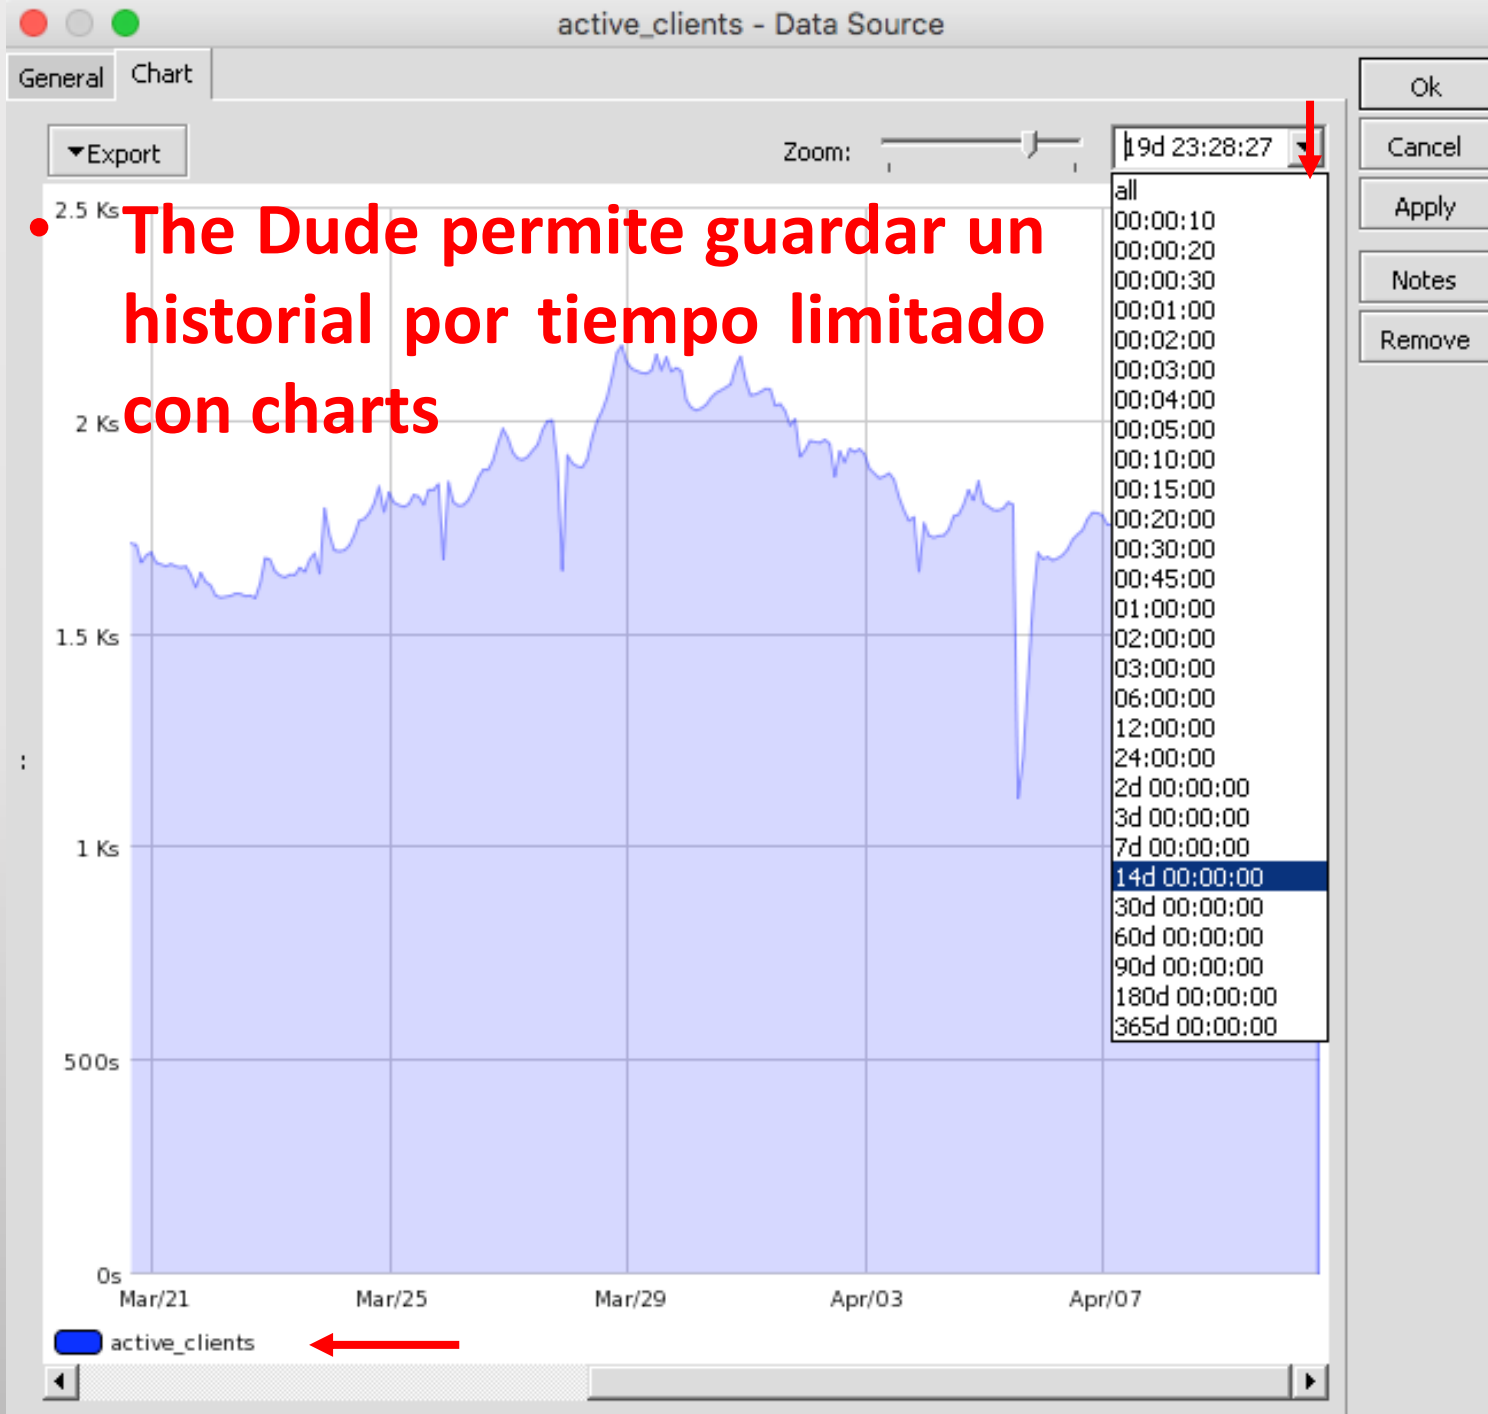 active_clients - Data Source
General
Chart
Ok
Cancel
Apply
Notes
Remove
Export
Zoom:
19d 23:28:27
all
00:00:10
00:00:20
00:00:30
00:01:00
00:02:00
00:03:00
00:04:00
00:05:00
00:10:00
00:15:00
00:20:00
00:30:00
00:45:00
01:00:00
02:00:00
03:00:00
06:00:00
12:00:00
24:00:00
2d 00:00:00
3d 00:00:00
7d 00:00:00
14d 00:00:00
30d 00:00:00
60d 00:00:00
90d 00:00:00
180d 00:00:00
365d 00:00:00
• The Dude permite guardar un
historial por tiempo limitado
con charts
2.5 Ks
2 Ks
1.5 Ks
1 Ks
500s
0s
Mar/21
Mar/25
Mar/29
Apr/03
Apr/07
active_clients